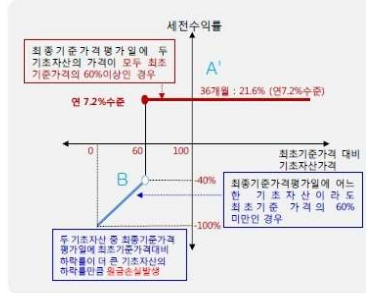 세전수익률
최종기준가격평가일에 두
기초자산의 가격이 모두 최초
기준가격의 60%이상인 경우
A'
36개월 : 21.6% (연7.2%수준)
연 7.2%수준
0
60
100
최초기준가격 대비
기초자산가격
B
-40%
최종기준가격평가일에 어느
한 기초자산이라도
최초기준 가격의 60%
미만인경우
-100%
두 기초자산 중 최종기준가격
평가일에 최초기준가격대비
하락률이 더 큰 기초자산의
하락률만큼 원금손실발생